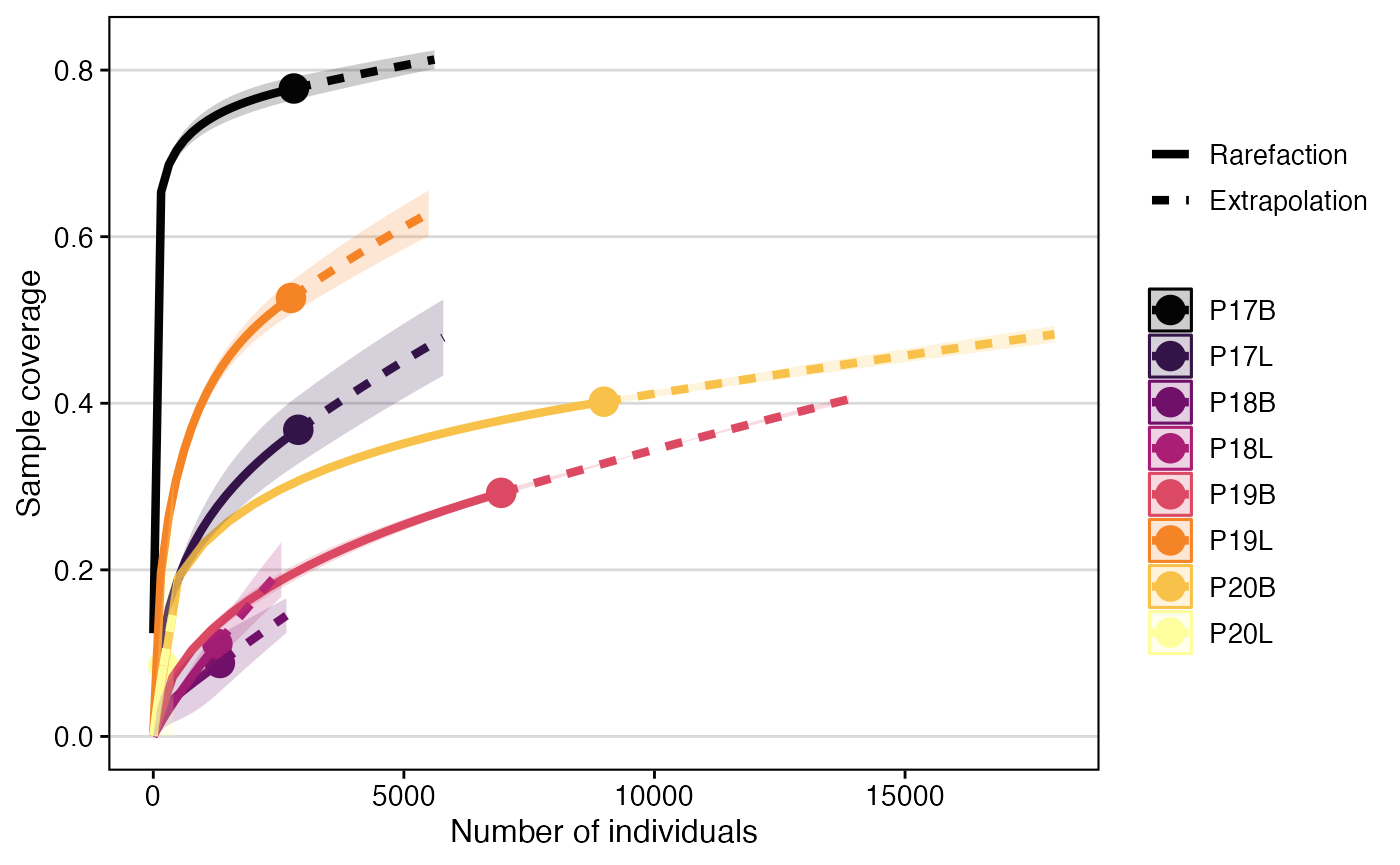 Sample coverage
0.8
0.6
0.4
0.2
0.0
0 5000 10000 15000
Number of individuals
Rarefaction
Extrapolation
P17B
P17L
P18B
P18L
P19B
P19L
P20B
P20L